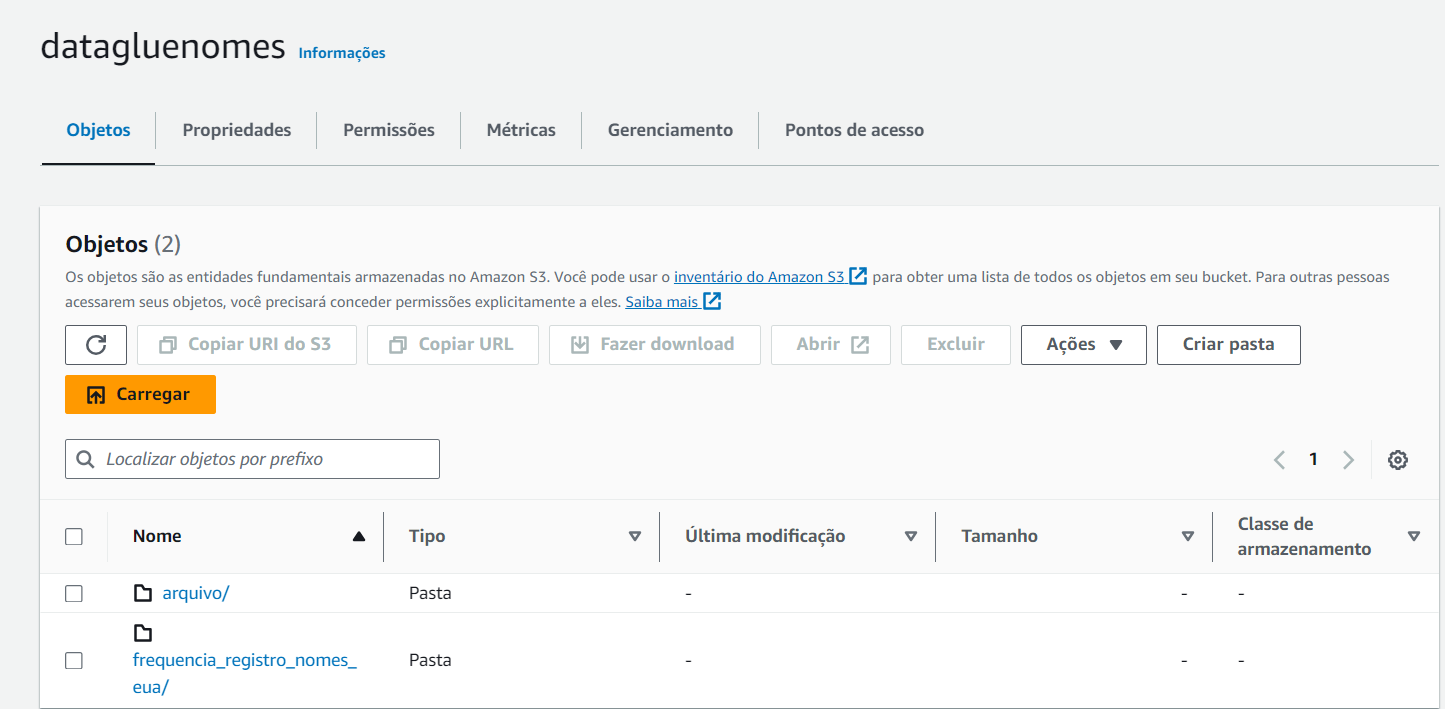 datagluenomes Informações
Objetos Propriedades Permissões Métricas Gerenciamento Pontos de acesso
Objetos (2)
Os objetos são as entidades fundamentais armazenadas no Amazon S3. Você pode usar o inventário do Amazon S3 para obter uma lista de todos os objetos em seu bucket. Para outras pessoas
acessarem seus objetos, você precisará conceder permissões explicitamente a eles. Saiba mais
Copiar URI do S3 Copiar URL Fazer download Abrir Excluir Ações Criar pasta
Carregar
Localizar objetos por prefixo 1
Nome Tipo Última modificação Tamanho Classe de
armazenamento
arquivo/ Pasta - - -
frequencia_registro_nomes_ Pasta - - -
eua/